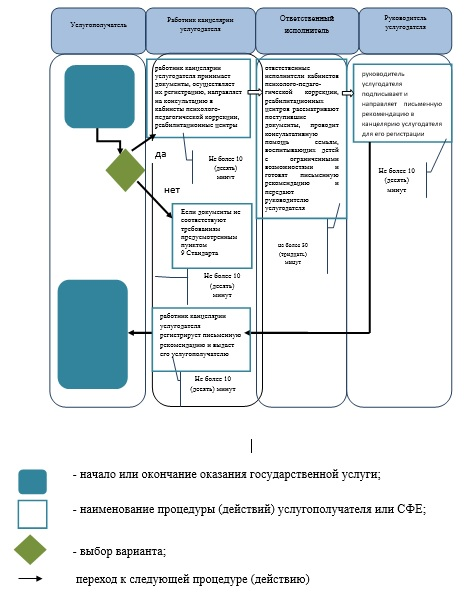 Услугополучатель
Работник канцелярии
услугодателя
Ответственный
исполнитель
Руководитель
услугодателя
работник канцелярии
услугодателя принимает
документы, осуществляет
их регистрацию, направляет
на консультацию в
кабинеты психолого-
педагогической коррекции,
реабилитационные центры
ответственные
исполнители кабинетов
психолого-педаго-
гической коррекции,
реабилитационных
центров рассматривают
поступившие
документы, проводит
консультативную
помощь семьям,
воспитывающих детей
с ограниченными
возможностями и
готовят письменную
рекомендацию и
передают
руководителю
услугодателя
руководитель
услугодателя
подписывает и
направляет письменную
рекомендацию в
канцелярию услугодателя
для его регистрации
да
Не более 10
(десять)
минут
Не более 10
(десять)
минут
нет
Если документы не
соответствуют
требованиям
предусмотренным
пунктом
9 Стандарта
не более 30
(тридцать)
минут
Не более 10
(десять)
минут
работник канцелярии
услугодателя
регистрирует письменную
рекомендацию и выдает
его услугополучателю
Не более 10
(десять) минут
- начало или окончание оказания государственной услуги;
- наименование процедуры (действий) услугополучателя или СФЕ;
- выбор варианта;
переход к следующей процедуре (действию)